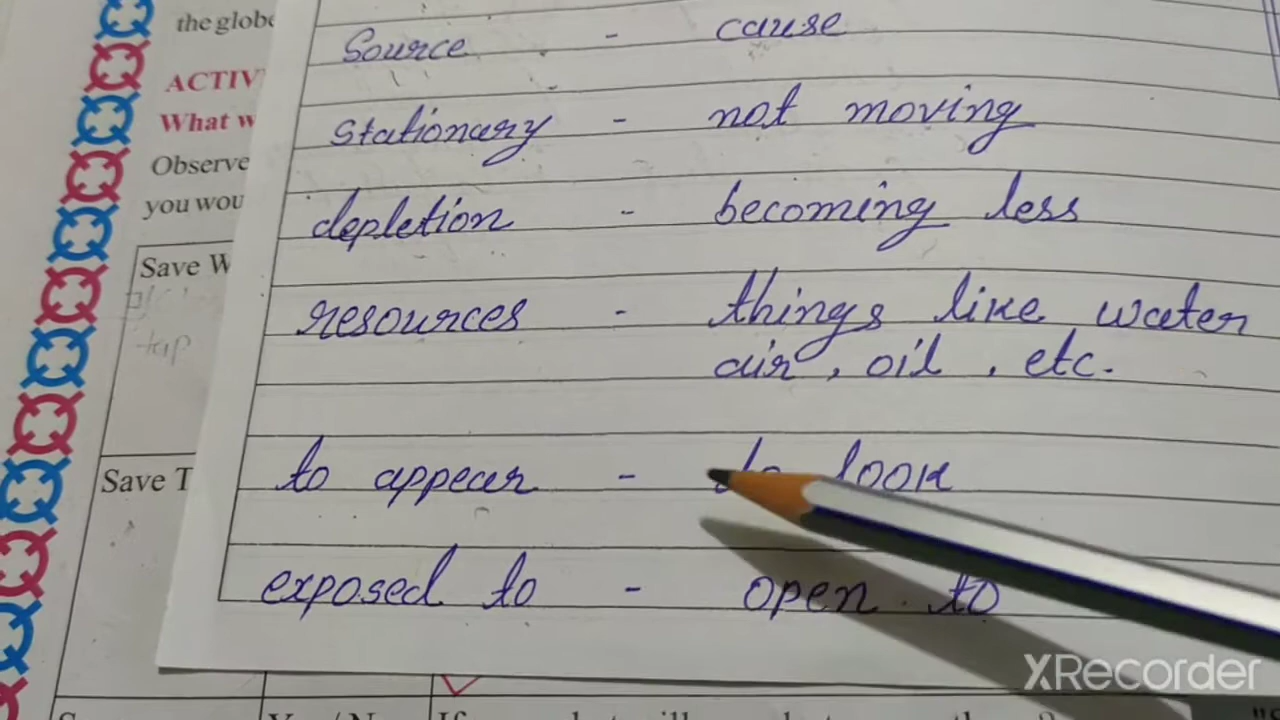 the globe
ACTIV
What w
Observe
you wou
Save W
tap
Save T
Source - cause
stationary - not moving
depletion - becoming less
resources - things like water
air, oil, etc.
to appear - to look
exposed to - open to
XRecorder